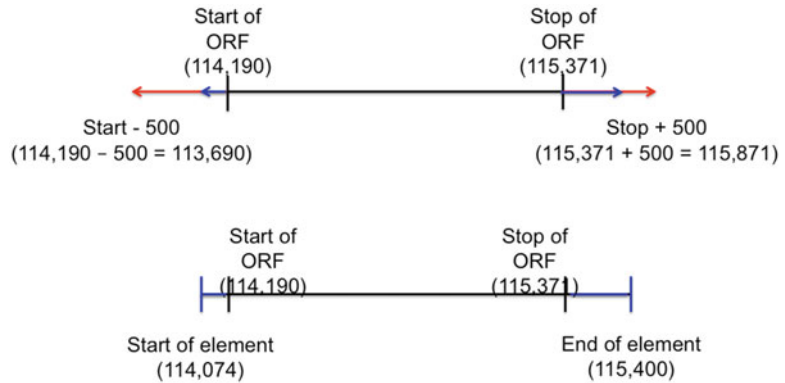 Start of
ORF
(114,190)
Stop of
ORF
(115,371)
Start - 500
(114,190 – 500 = 113,690)
Stop + 500
(115,371 + 500 = 115,871)
Start of
ORF
(114,190)
Stop of
ORF
(115,371)
Start of element
(114,074)
End of element
(115,400)